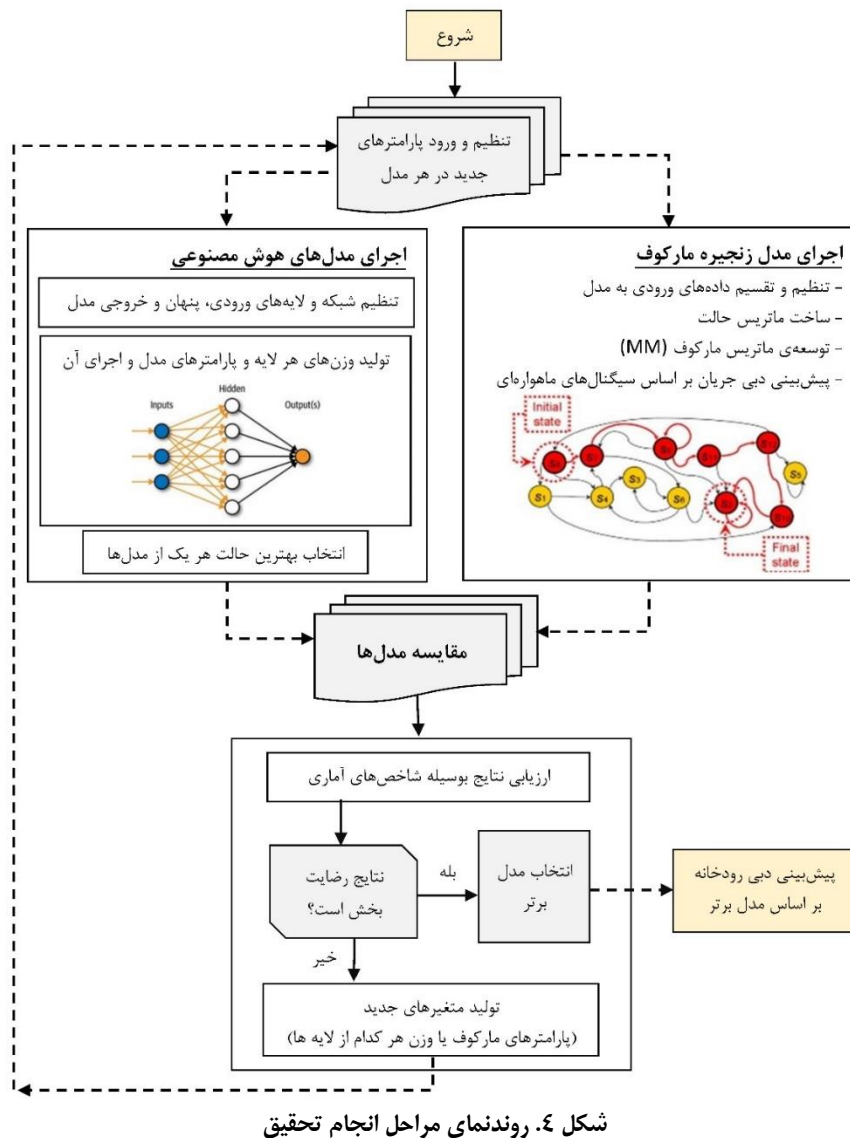 شروع
تنظیم و ورود پارامترهای
جدید در هر مدل
اجرای مدل زنجیره مارکوف
- تنظیم و تقسیم داده‌های ورودی به مدل
- ساخت ماتریس حالت
- توسعه‌ی ماتریس مارکوف (MM)
- پیش‌بینی دبی جریان بر اساس سیگنال‌های ماهواره‌ای
Initial
state
S7
S1
S4
S3
S6
S5
Final
state
اجرای مدل‌های هوش مصنوعی
تنظیم شبکه و لایه‌های ورودی، پنهان و خروجی مدل
تولید وزن‌های هر لایه و پارامترهای مدل و اجرای آن
Hidden
Inputs
Output(s)
انتخاب بهترین حالت هر یک از مدل‌ها
مقایسه مدل‌ها
ارزیابی نتایج بوسیله شاخص‌های آماری
نتایج رضایت
بخش است؟
بله
انتخاب مدل
برتر
پیش‌بینی دبی رودخانه
بر اساس مدل برتر
خیر
تولید متغیرهای جدید
(پارامترهای مارکوف یا وزن هر کدام از لایه ها)
شکل ٤. روندنمای مراحل انجام تحقیق